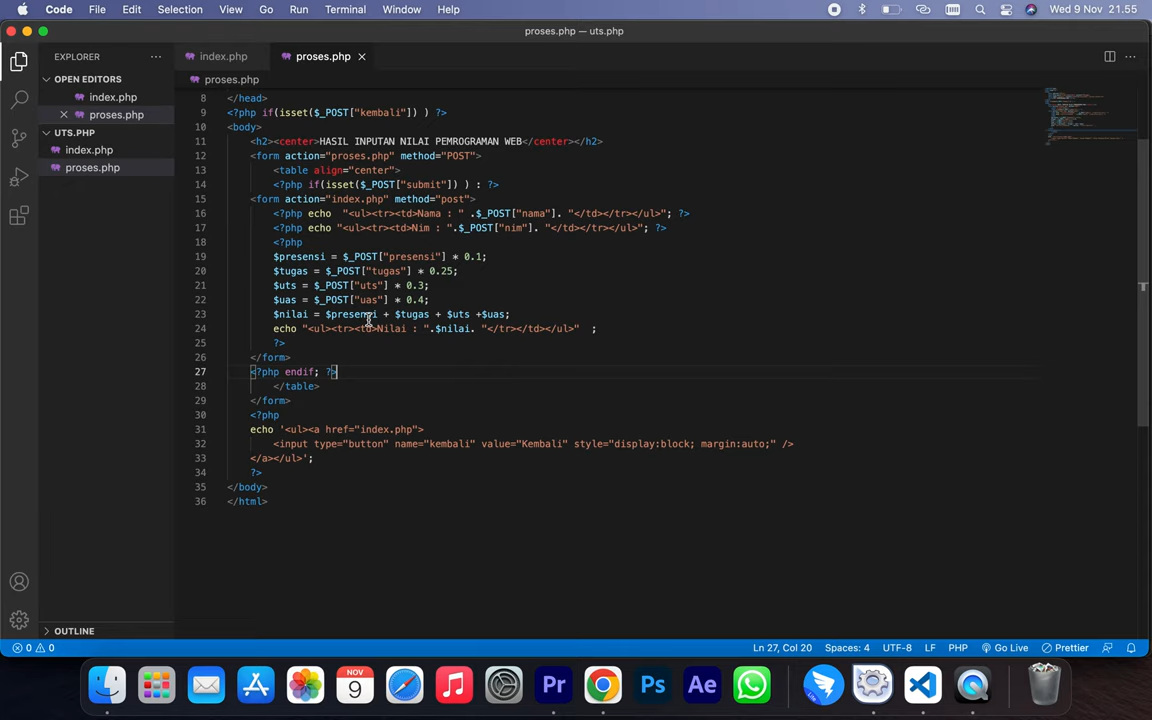 Code File Edit Selection View Go Run Terminal Window Help Wed 9 Nov 21.55
proses.php — uts.php
EXPLORER ··· index.php proses.php
OPEN EDITORS
index.php
proses.php
UTS.PHP
index.php
proses.php
proses.php
8 </head>
9 <?php if(isset($_POST["kembali"]) ) ?>
10 <body>
11 <h2><center>HASIL INPUTAN NILAI PEMROGRAMAN WEB</center></h2>
12 <form action="proses.php" method="POST">
13 <table align="center">
14 <?php if(isset($_POST["submit"]) ) : ?>
15 <form action="index.php" method="post">
16 <?php echo "<ul><tr><td>Nama : " .$_POST["nama"]. "</td></tr></ul>"; ?>
17 <?php echo "<ul><tr><td>Nim : ".$_POST["nim"]. "</td></tr></ul>"; ?>
18 <?php
19 $presensi = $_POST["presensi"] * 0.1;
20 $tugas = $_POST["tugas"] * 0.25;
21 $uts = $_POST["uts"] * 0.3;
22 $uas = $_POST["uas"] * 0.4;
23 $nilai = $presensi + $tugas + $uts +$uas;
24 echo "<ul><tr><td>Nilai : ".$nilai. "</tr></td></ul>" ;
25 ?>
26 </form>
27 <?php endif; ?>
28 </table>
29 </form>
30 <?php
31 echo '<ul><a href="index.php">
32 <input type="button" name="kembali" value="Kembali" style="display:block; margin:auto;" />
33 </a></ul>';
34 ?>
35 </body>
36 </html>
OUTLINE
0 0 Ln 27, Col 20 Spaces: 4 UTF-8 LF PHP Go Live Prettier
NOV
9
Pr Ps Ae